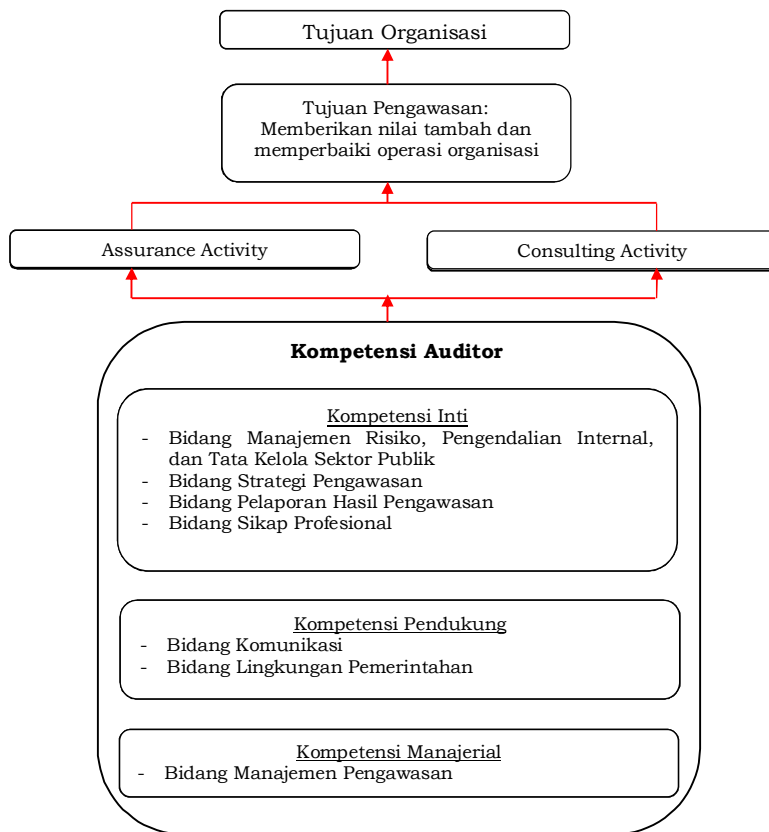 Tujuan Organisasi
Tujuan Pengawasan:
Memberikan nilai tambah dan
memperbaiki operasi organisasi
Assurance Activity
Consulting Activity
Kompetensi Auditor
Kompetensi Inti
- Bidang Manajemen Risiko, Pengendalian Internal,
dan Tata Kelola Sektor Publik
- Bidang Strategi Pengawasan
- Bidang Pelaporan Hasil Pengawasan
- Bidang Sikap Profesional
Kompetensi Pendukung
- Bidang Komunikasi
- Bidang Lingkungan Pemerintahan
Kompetensi Manajerial
- Bidang Manajemen Pengawasan